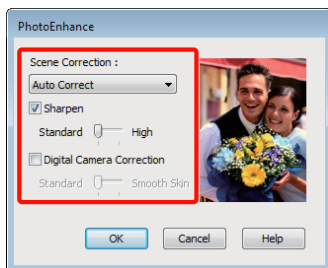 PhotoEnhance
Scene Correction :
Auto Correct
Sharpen
Standard High
Digital Camera Correction
Standard Smooth Skin
OK Cancel Help